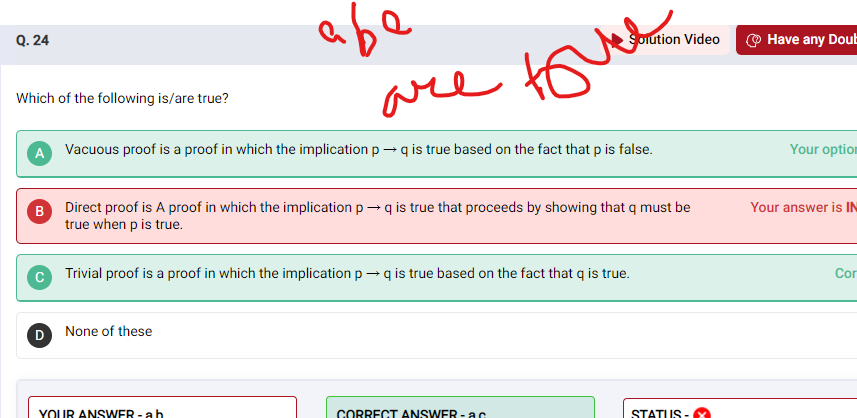 abc
Q. 24
Solution Video
Have any Doub
are true
Which of the following is/are true?
A Vacuous proof is a proof in which the implication p → q is true based on the fact that p is false.
Your option
B Direct proof is A proof in which the implication p → q is true that proceeds by showing that q must be
true when p is true.
Your answer is IN
C Trivial proof is a proof in which the implication p → q is true based on the fact that q is true.
Cor
D None of these
YOUR ANSWER - a,b
CORRECT ANSWER - a,c
STATUS -